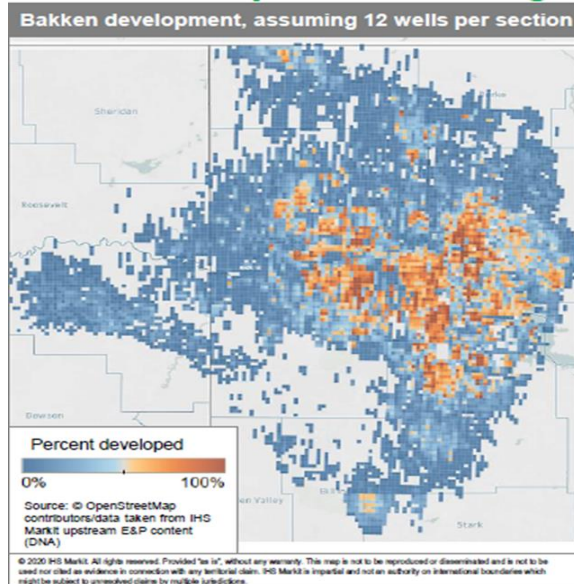 Bakken development, assuming 12 wells per section
Sheridan
Roosevelt
Dawson
Stark
Percent developed
0%
100%
Source: © OpenStreetMap
contributors/data taken from IHS
Markit upstream E&P content
(DNA)
© 2020 IHS Markit. All rights reserved. Provided "as is", without any warranty. This map is not to be reproduced or disseminated and is not to be
used nor cited as evidence in connection with any territorial claim. IHS Markit is impartial and not an authority on international boundaries which
might be subject to unresolved claims by multiple jurisdictions.